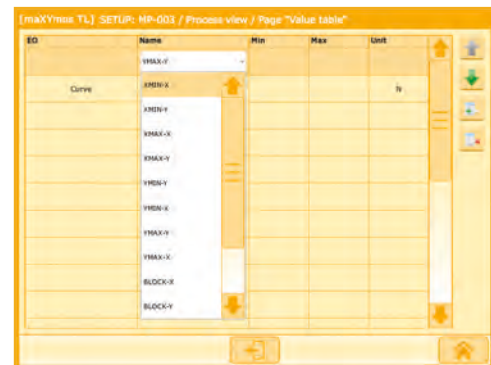 [maXYmos TL] SETUP: MP-003 / Process view / Page "Value table"
EO Name Min Max Unit
YMAX-Y
Curve XMIN-X N
XMIN-Y
XMAX-X
XMAX-Y
YMIN-Y
YMIN-X
YMAX-Y
YMAX-X
BLOCK-X
BLOCK-Y